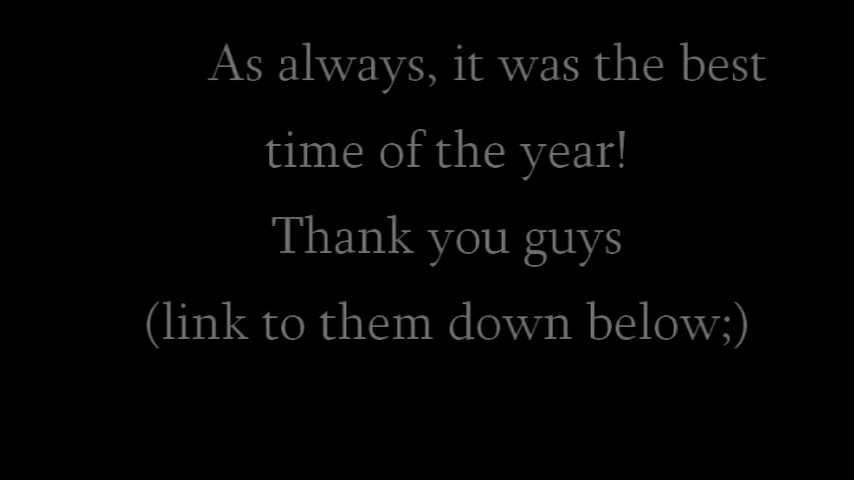 As always, it was the best
time of the year!
Thank you guys
(link to them down below;)